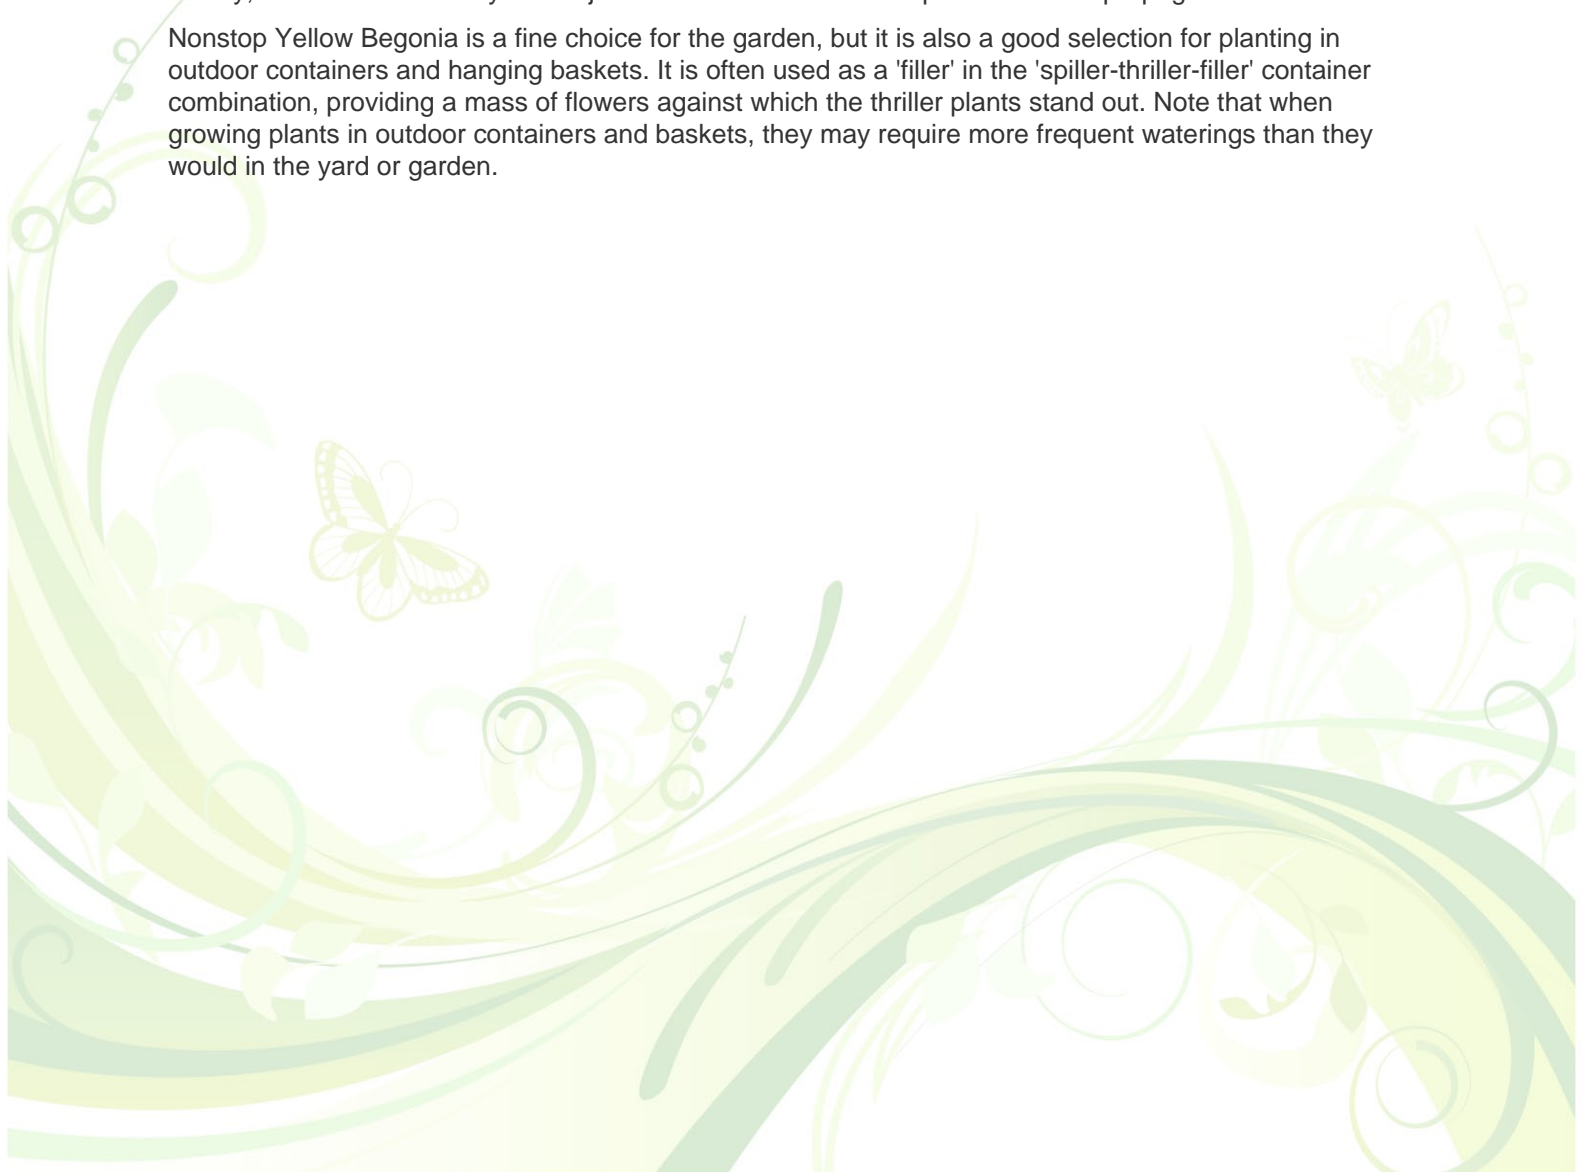 Nonstop Yellow Begonia is a fine choice for the garden, but it is also a good selection for planting in
outdoor containers and hanging baskets. It is often used as a 'filler' in the 'spiller-thriller-filler' container
combination, providing a mass of flowers against which the thriller plants stand out. Note that when
growing plants in outdoor containers and baskets, they may require more frequent waterings than they
would in the yard or garden.